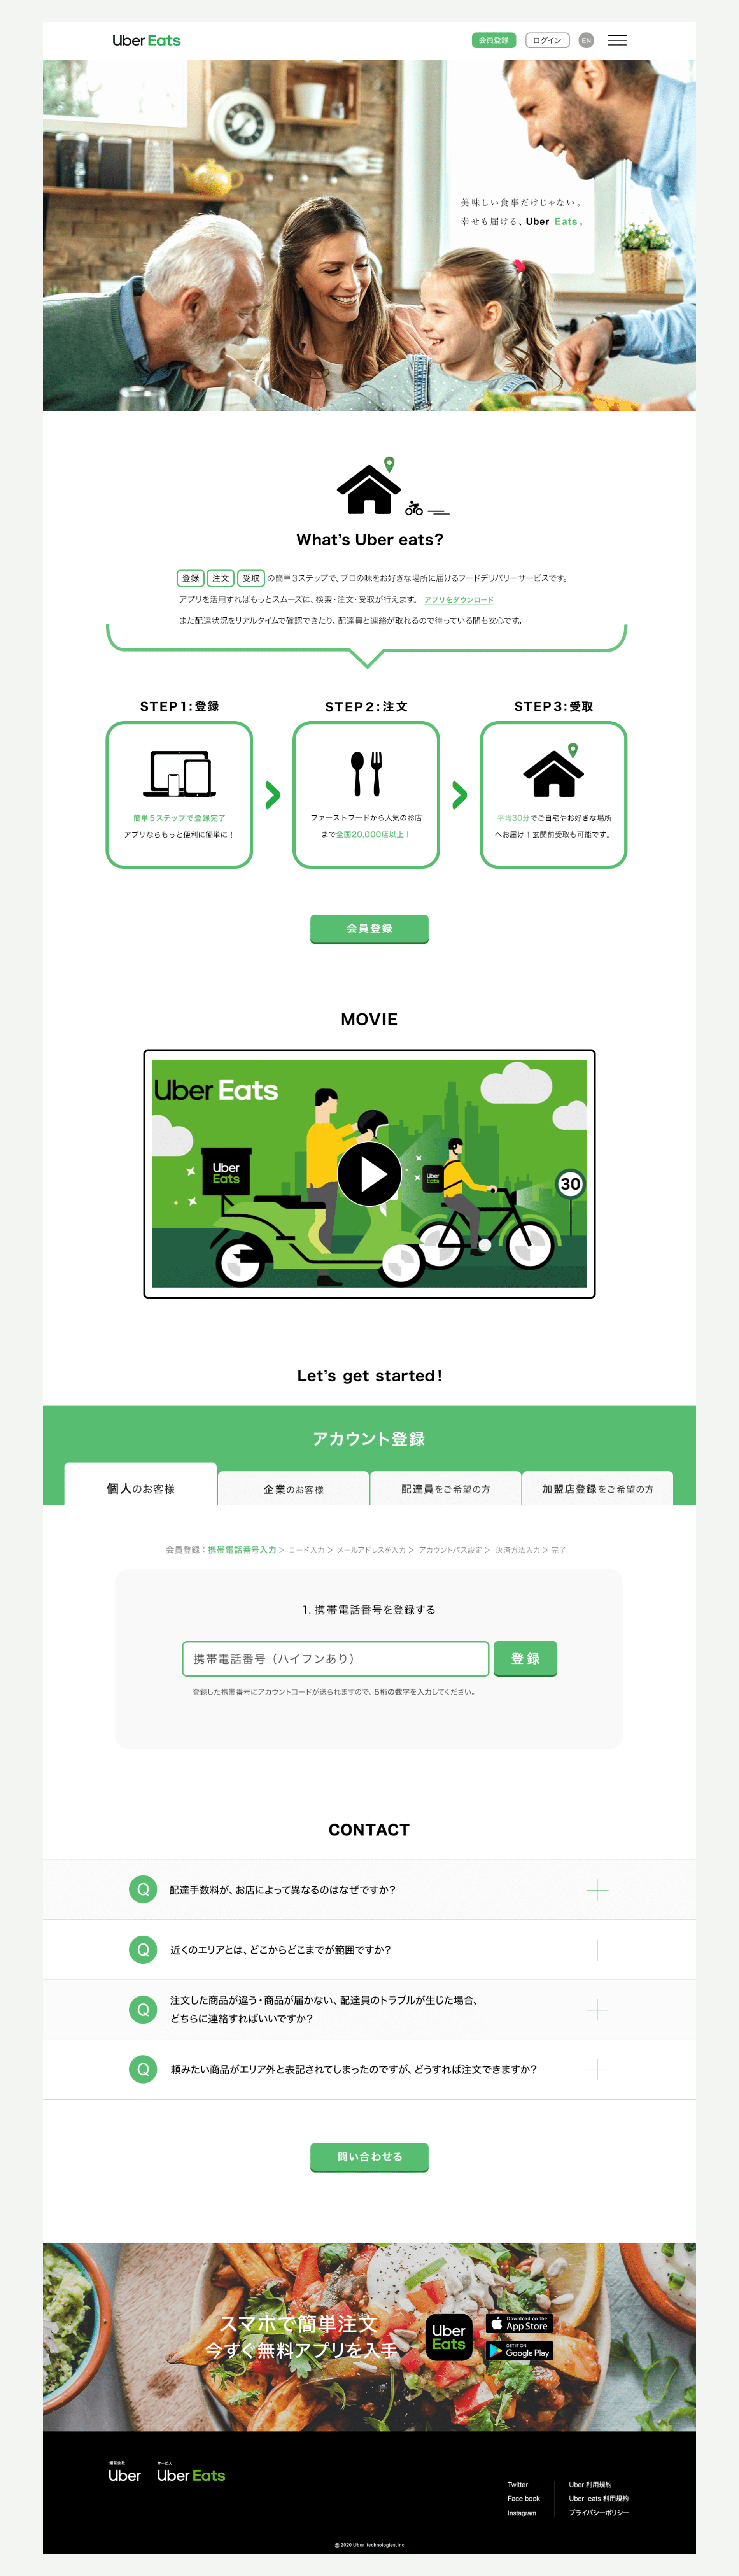 Uber Eats
会員登録
ログイン
EN
美味しい食事だけじゃない。
幸せも届ける、Uber Eats。
What's Uber eats?
登録 注文 受取 の簡単3ステップで、プロの味をお好きな場所に届けるフードデリバリーサービスです。
アプリを活用すればもっとスムーズに、検索・注文・受取が行えます。 アプリをダウンロード
また配達状況をリアルタイムで確認できたり、配達員と連絡が取れるので待っている間も安心です。
STEP1:登録
簡単5ステップで登録完了
アプリならもっと便利に簡単に！
STEP2:注文
ファーストフードから人気のお店
まで全国20,000店以上！
STEP3:受取
平均30分でご自宅やお好きな場所
へお届け！玄関前受取も可能です。
会員登録
MOVIE
Uber Eats
Uber
Eats
Uber
Eats
30
Let's get started!
アカウント登録
個人のお客様
企業のお客様
配達員をご希望の方
加盟店登録をご希望の方
会員登録：携帯電話番号入力 > コード入力 > メールアドレスを入力 > アカウントパス設定 > 決済方法入力 > 完了
1. 携帯電話番号を登録する
携帯電話番号（ハイフンあり）
登録
登録した携帯番号にアカウントコードが送られますので、5桁の数字を入力してください。
CONTACT
Q 配達手数料が、お店によって異なるのはなぜですか？
Q 近くのエリアとは、どこからどこまでが範囲ですか？
Q 注文した商品が違う・商品が届かない、配達員のトラブルが生じた場合、
どちらに連絡すればいいですか？
Q 頼みたい商品がエリア外と表記されてしまったのですが、どうすれば注文できますか？
問い合わせる
スマホで簡単注文
今すぐ無料アプリを入手
Uber
Eats
Download on the
App Store
GET IT ON
Google Play
運営会社
Uber
サービス
Uber Eats
Twitter
Face book
Instagram
Uber 利用規約
Uber eats 利用規約
プライバシーポリシー
@ 2020 Uber technologies inc